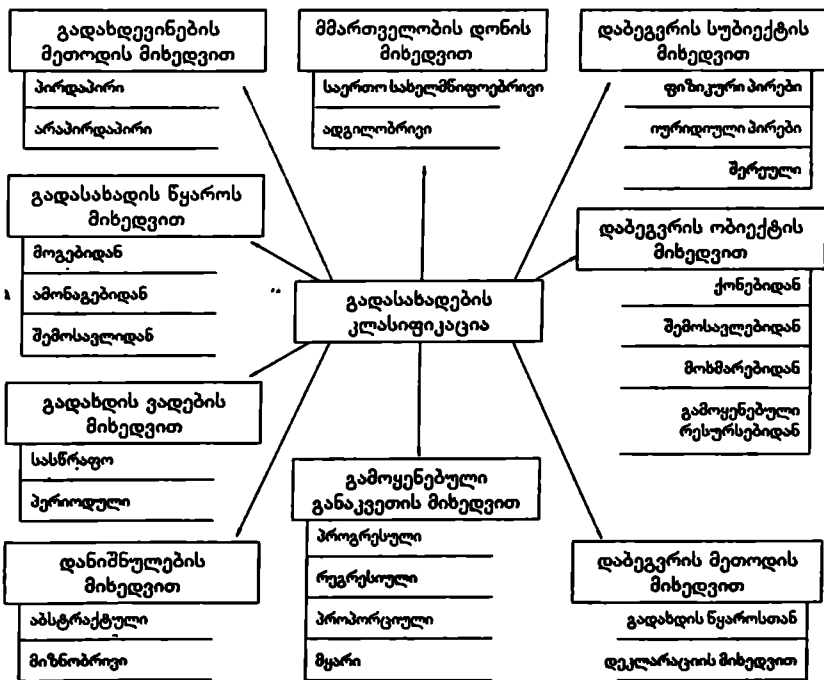 გადახდევინების
მეთოდის მიხედვით
პირდაპირი
არაპირდაპირი
მმართველობის დონის
მიხედვით
საერთო სახელმწიფოებრივი
ადგილობრივი
დაბეგვრის სუბიექტის
მიხედვით
ფიზიკური პირები
იურიდიული პირები
შერეული
გადასახადის წყაროს
მიხედვით
მოგებიდან
ამონაგებიდან
შემოსავლიდან
გადასახადების
კლასიფიკაცია
დაბეგვრის ობიექტის
მიხედვით
ქონებიდან
შემოსავლებიდან
მოხმარებიდან
გამოყენებული
რესურსებიდან
გადახდის ვადების
მიხედვით
სასწრაფო
პერიოდული
დანიშნულების
მიხედვით
აბსტრაქტული
მიზნობრივი
გამოყენებული
განაკვეთის მიხედვით
პროგრესული
რეგრესიული
პროპორციული
მყარი
დაბეგვრის მეთოდის
მიხედვით
გადახდის წყაროსთან
დეკლარაციის მიხედვით